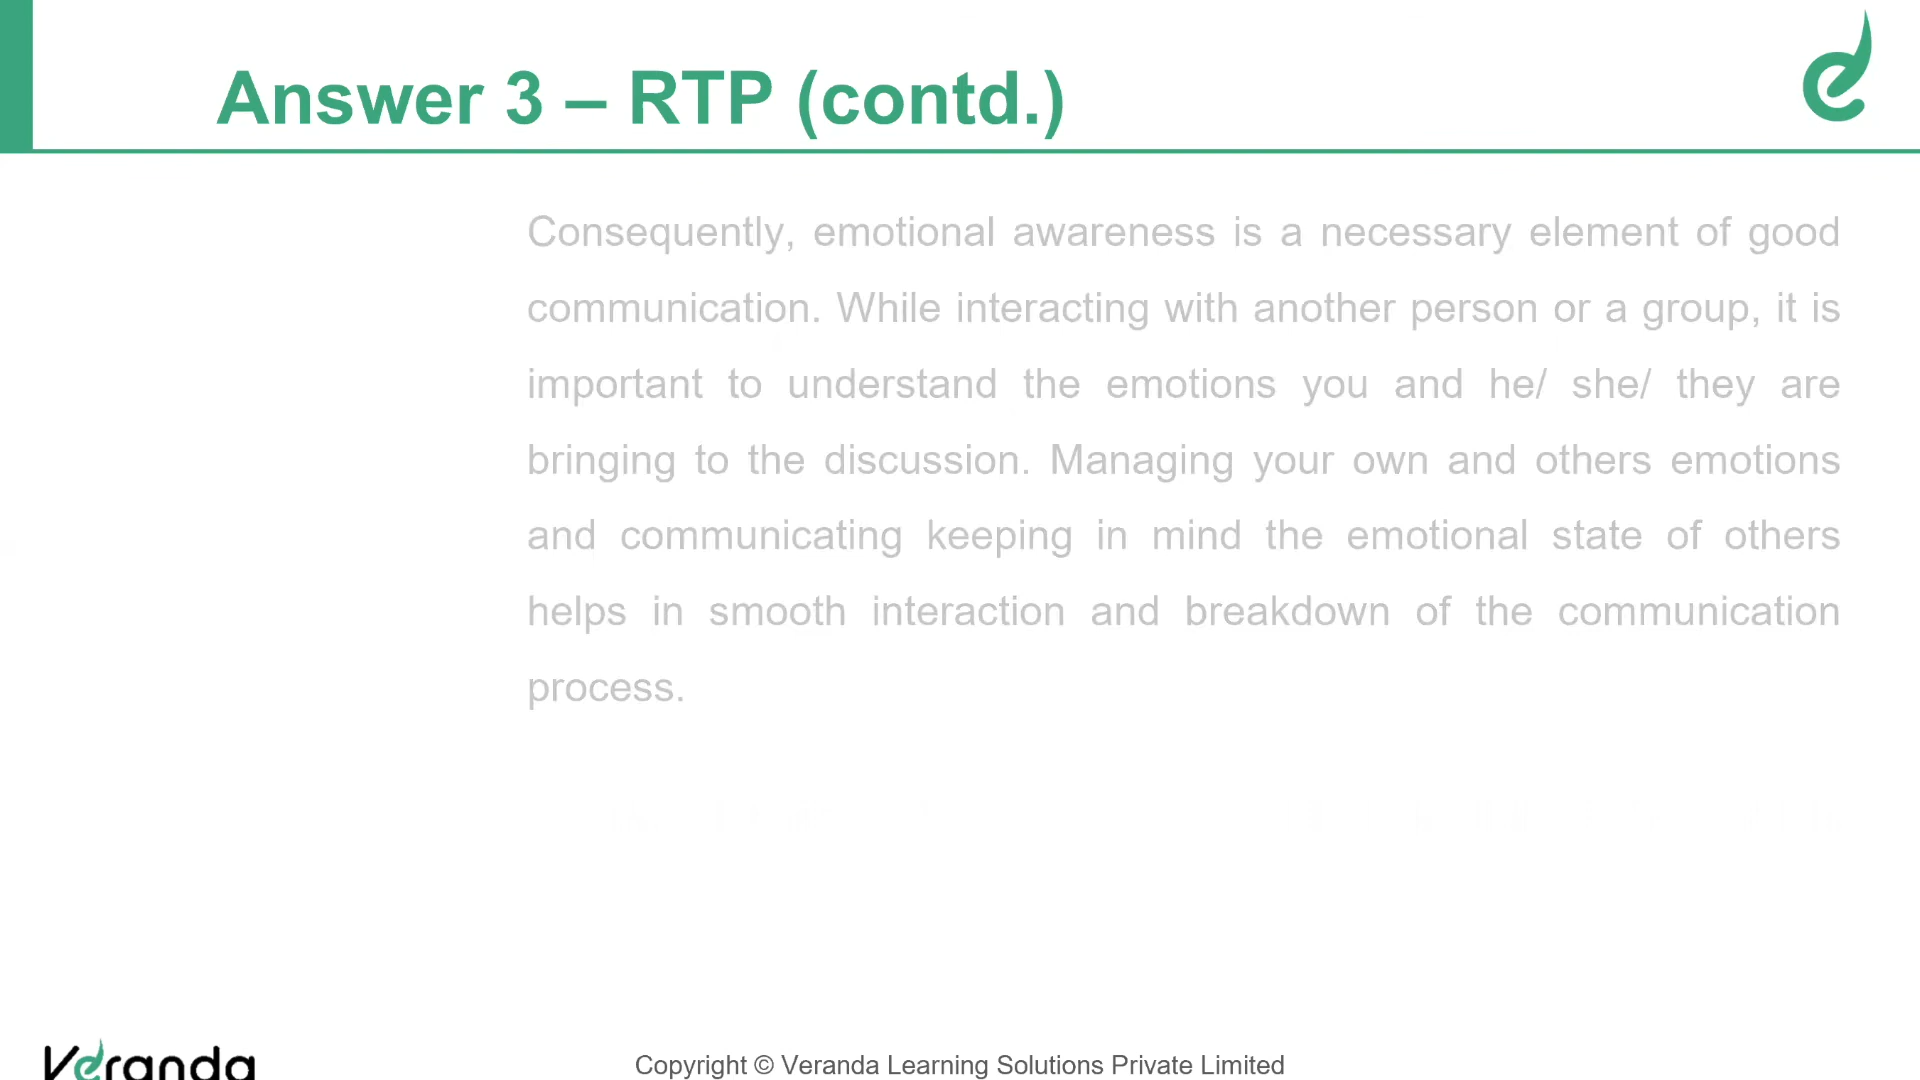 Answer 3 – RTP (contd.)
Consequently, emotional awareness is a necessary element of good
communication. While interacting with another person or a group, it is
important to understand the emotions you and he/ she/ they are
bringing to the discussion. Managing your own and others emotions
and communicating keeping in mind the emotional state of others
helps in smooth interaction and breakdown of the communication
process.
Veranda
Copyright © Veranda Learning Solutions Private Limited